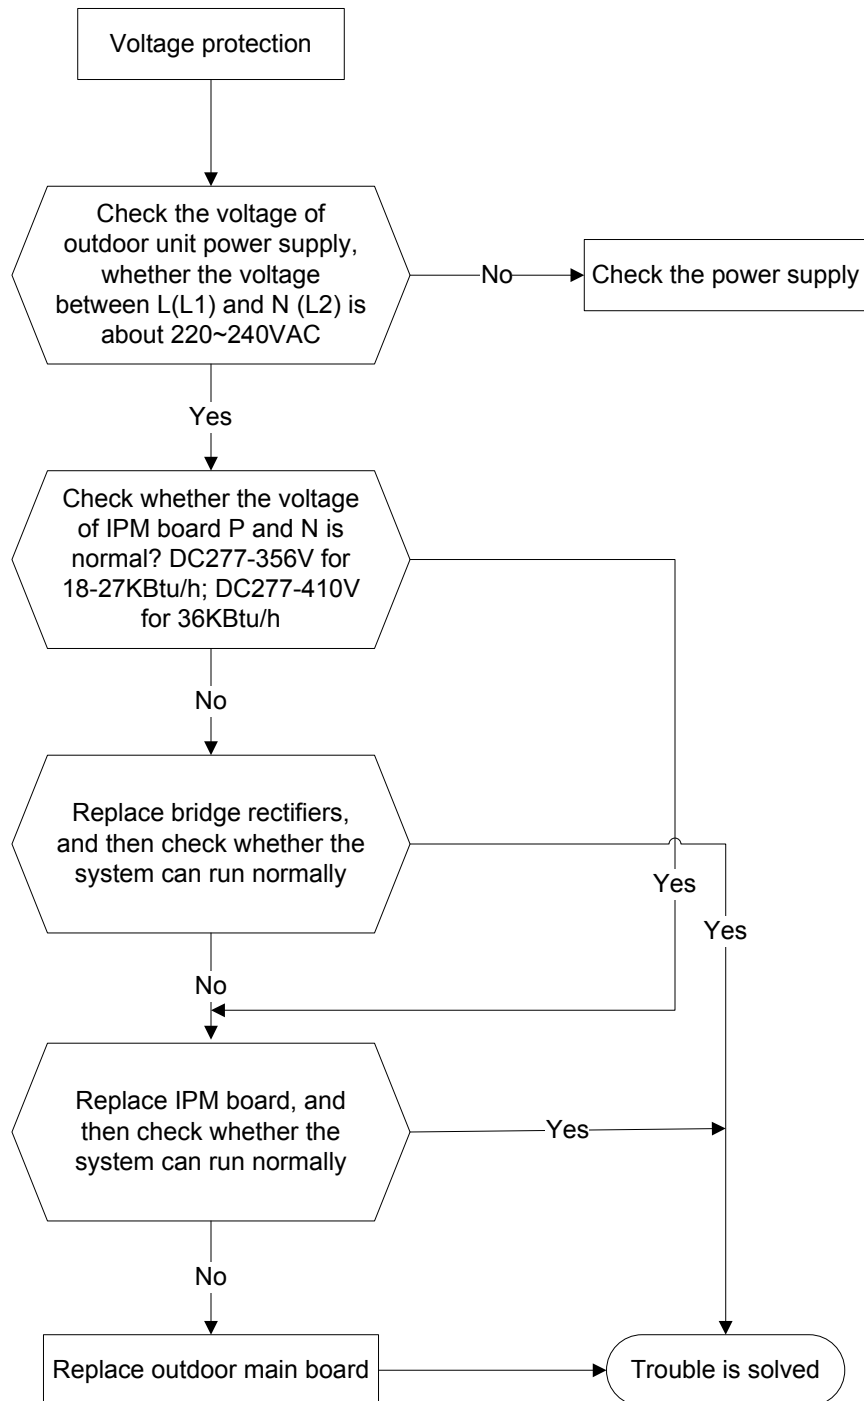 Voltage protection
Check the voltage of
outdoor unit power supply,
whether the voltage
between L(L1) and N (L2) is
about 220~240VAC
No
Check the power supply
Yes
Check whether the voltage
of IPM board P and N is
normal? DC277-356V for
18-27KBtu/h; DC277-410V
for 36KBtu/h
No
Replace bridge rectifiers,
and then check whether the
system can run normally
Yes
Yes
No
Replace IPM board, and
then check whether the
system can run normally
Yes
No
Replace outdoor main board
Trouble is solved